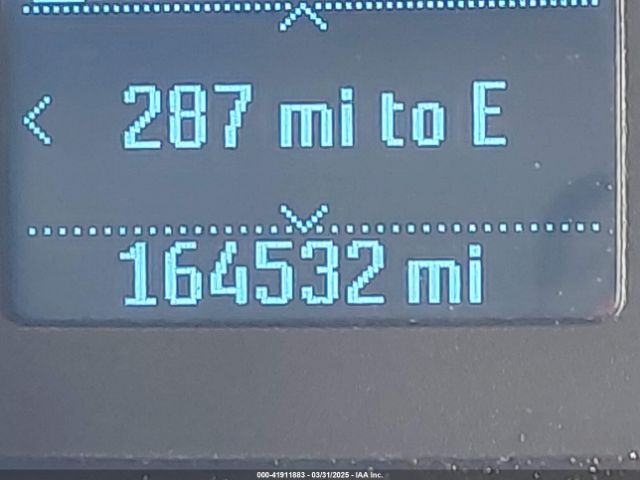 287 mi to E
164532 mi
000-41911883 - 03/31/2025 - IAA Inc.